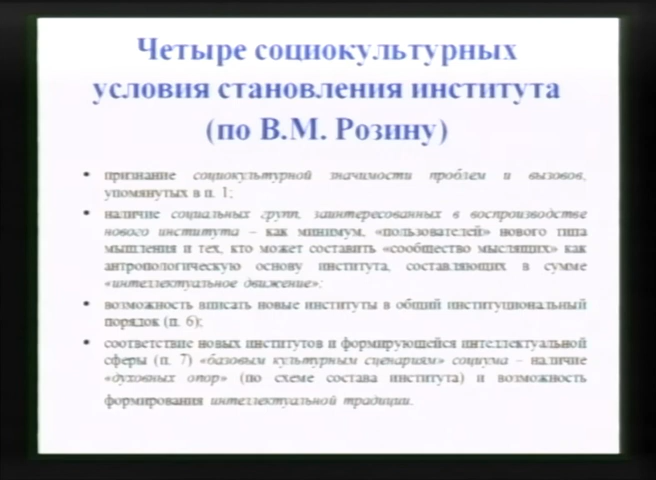 Четыре социокультурных
условия становления института
(по В.М. Розину)
• признание социокультурной значимости проблем и вызовов,
упомянутых в п. 1;
• наличие социальных групп, заинтересованных в воспроизводстве
нового института – как минимум, «пользователей» нового типа
мышления и тех, кто может составить «сообщество мыслящих» как
антропологическую основу института, составляющих в сумме
«интеллектуальное движение»;
• возможность вписать новые институты в общий институциональный
порядок (п. 6);
• соответствие новых институтов и формирующейся интеллектуальной
сферы (п. 7) «базовым культурным сценариям» социума – наличие
«духовных опор» (по схеме состава института) и возможность
формирования интеллектуальной традиции.